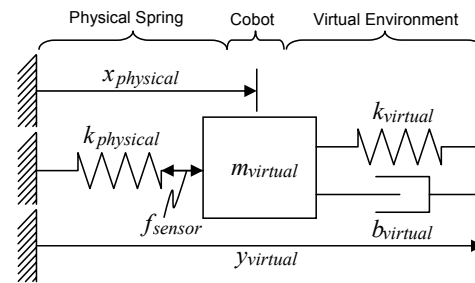 Physical Spring Cobot Virtual Environment
xphysical
kphysical
kvirtual
mvirtual
fsensor
bvirtual
yvirtual